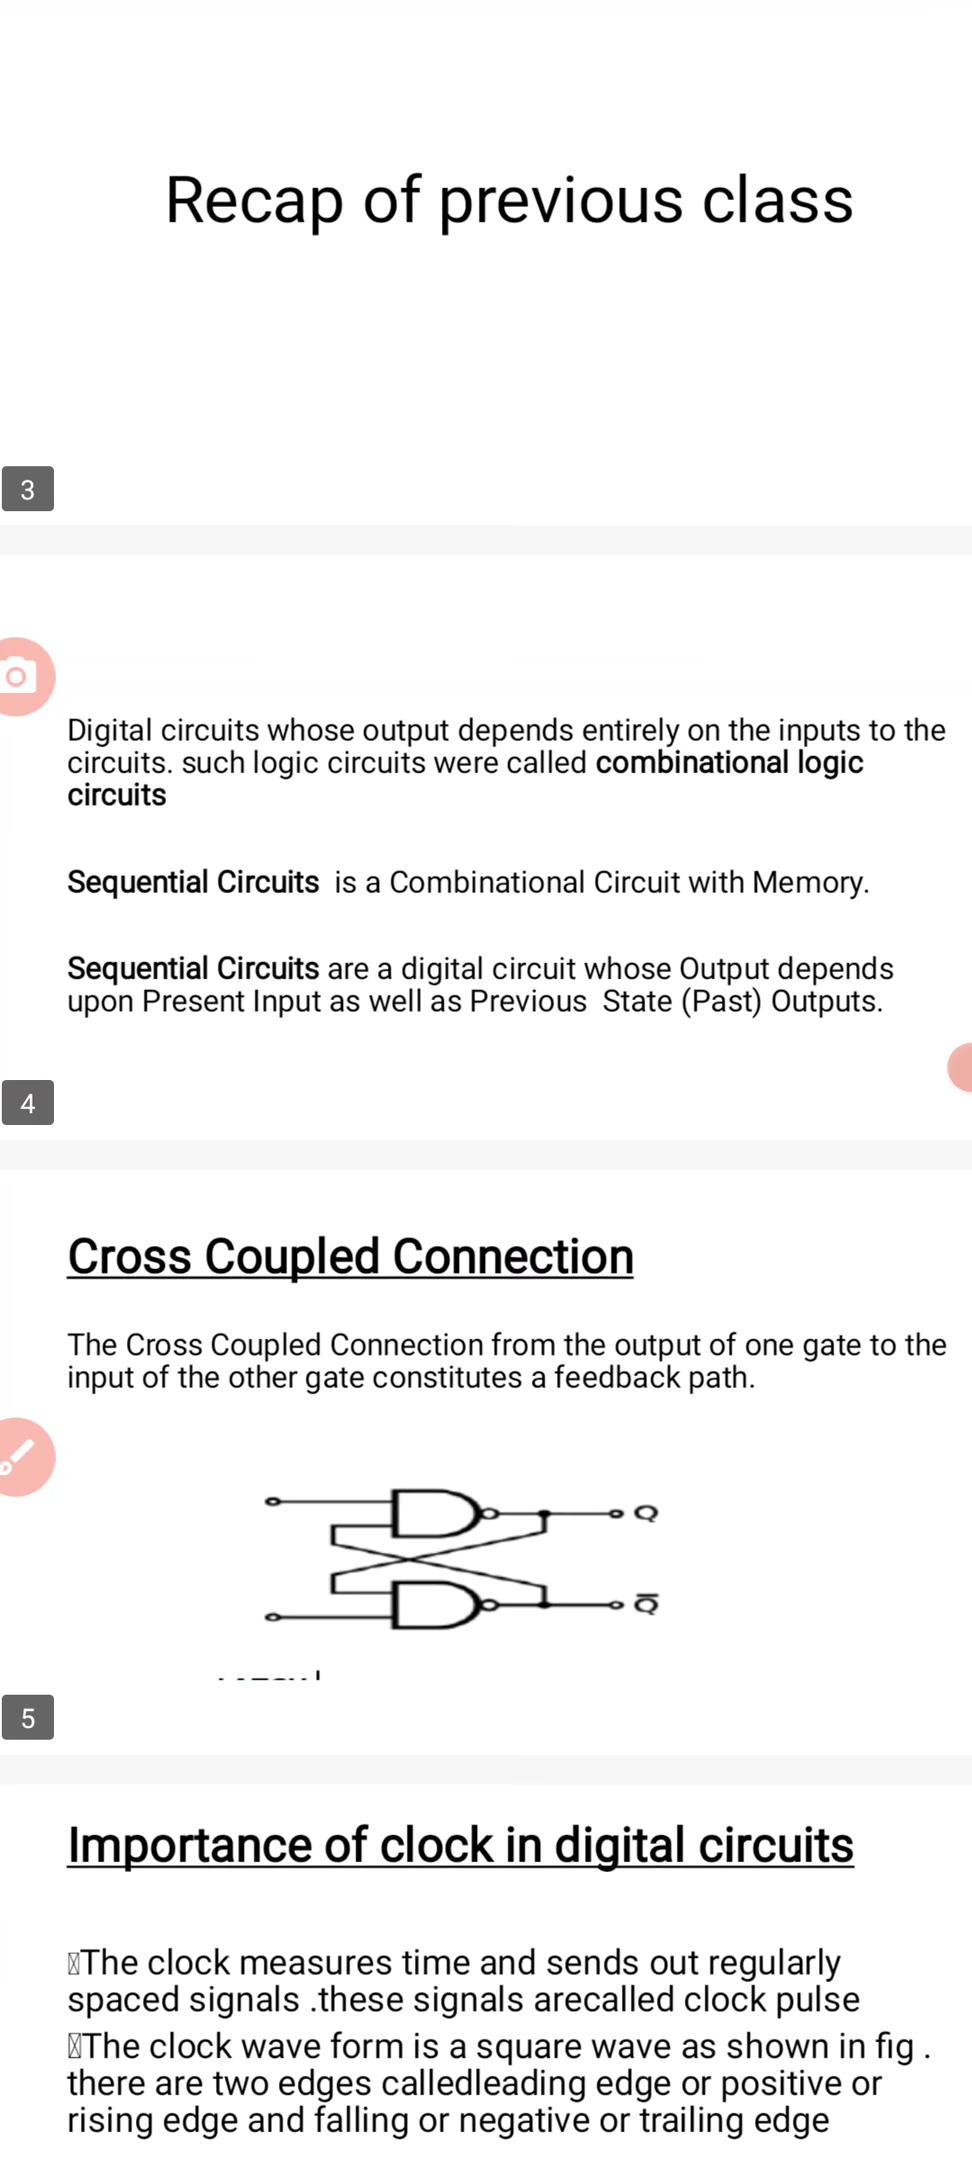 Recap of previous class
3
Digital circuits whose output depends entirely on the inputs to the
circuits. such logic circuits were called combinational logic
circuits
Sequential Circuits is a Combinational Circuit with Memory.
Sequential Circuits are a digital circuit whose Output depends
upon Present Input as well as Previous State (Past) Outputs.
4
Cross Coupled Connection
The Cross Coupled Connection from the output of one gate to the
input of the other gate constitutes a feedback path.
Q
Q̅
5
Importance of clock in digital circuits
The clock measures time and sends out regularly
spaced signals .these signals arecalled clock pulse
The clock wave form is a square wave as shown in fig .
there are two edges calledleading edge or positive or
rising edge and falling or negative or trailing edge